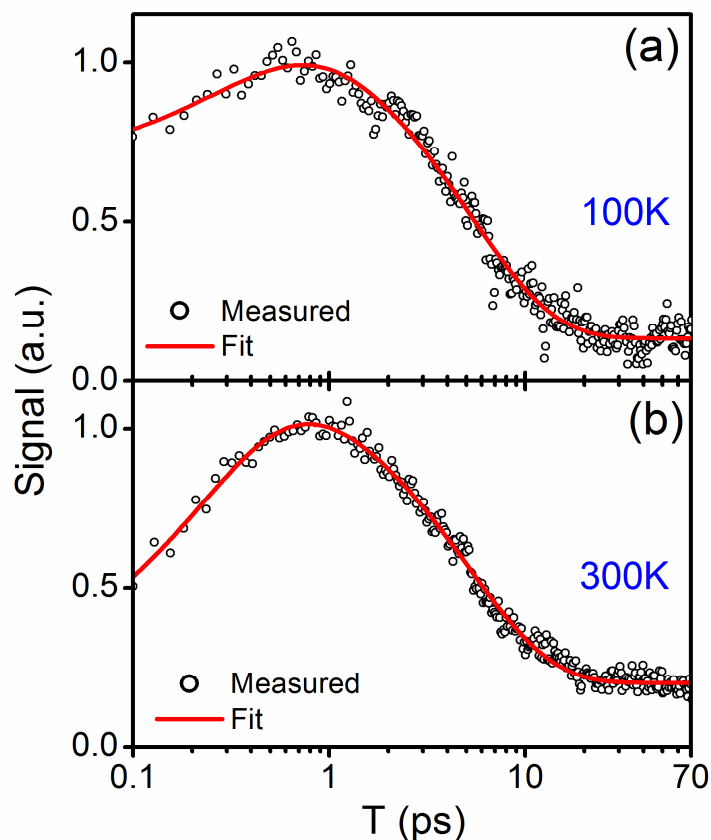 (a)
1.0
0.5
0.0
100K
Measured
Fit
Signal (a.u.)
(b)
1.0
0.5
0.0
300K
Measured
Fit
0.1 1 10 70
T (ps)